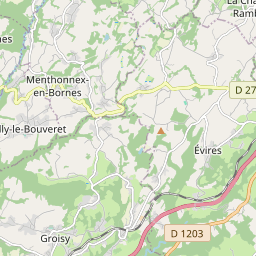 La Cha
Ramb
nes
Menthonnex-
en-Bornes
D 27
lly-le-Bouveret
Évires
D 1203
Groisy